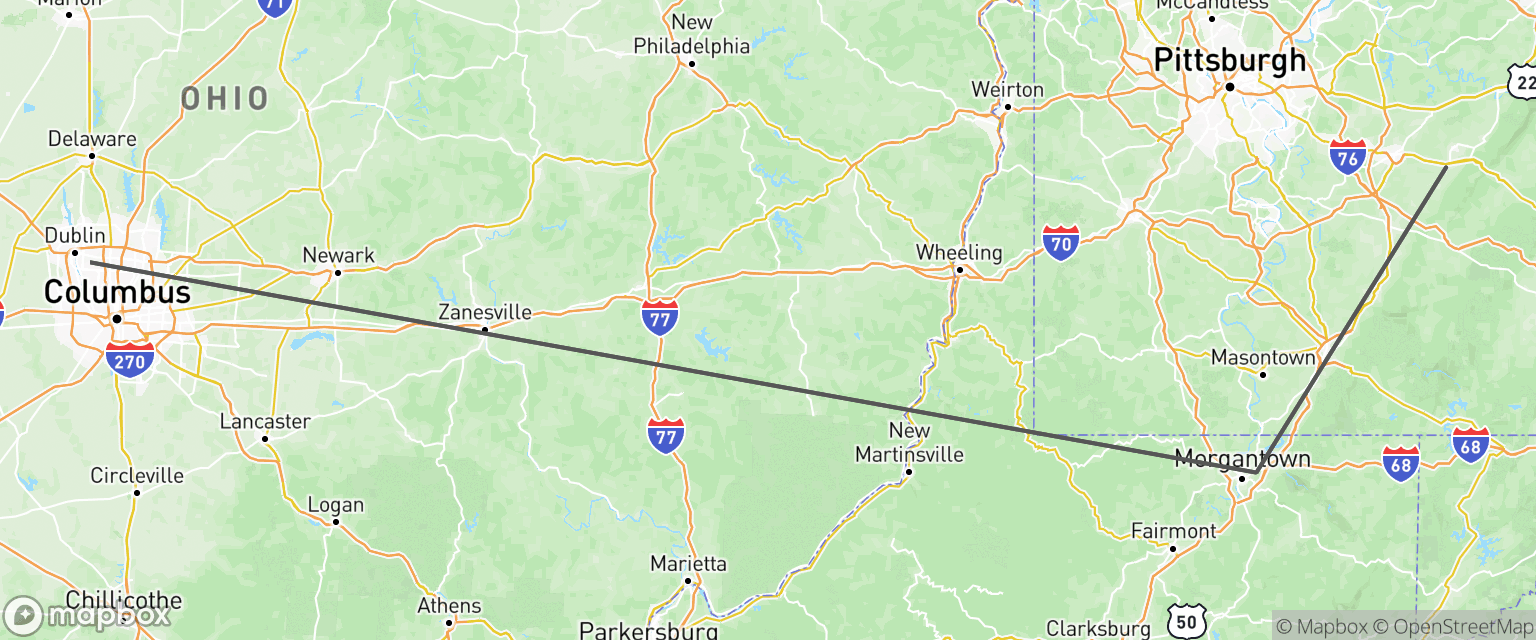 Marion
71
New
Philadelphia
McCandless
Pittsburgh
22
OHIO
Weirton
Delaware
76
Dublin
Newark
Wheeling
70
Columbus
Zanesville
77
270
Masontown
Lancaster
77
New
Martinsville
68
68
Morgantown
Circleville
Logan
Fairmont
Marietta
Chillicothe
Athens
mapbox
Parkersburg
50
Clarksburg
© Mapbox © OpenStreetMap